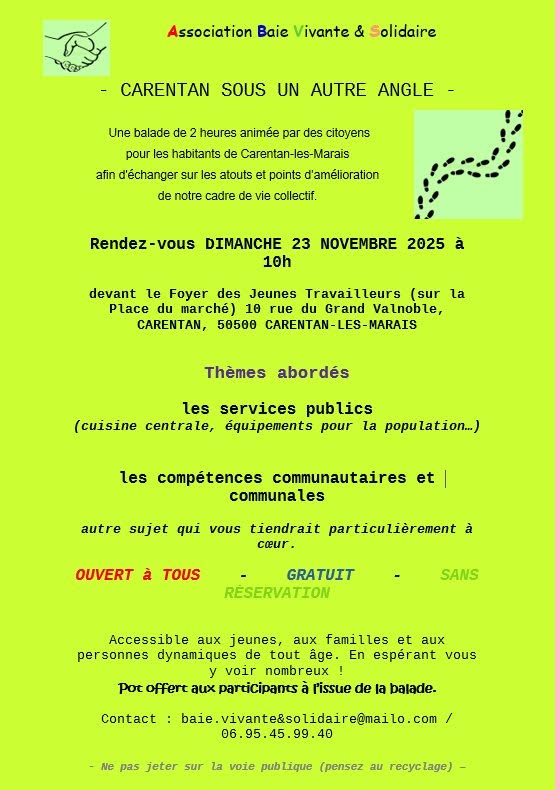 Association Baie Vivante & Solidaire
- CARENTAN SOUS UN AUTRE ANGLE -
Une balade de 2 heures animée par des citoyens
pour les habitants de Carentan-les-Marais
afin d'échanger sur les atouts et points d'amélioration
de notre cadre de vie collectif.
Rendez-vous DIMANCHE 23 NOVEMBRE 2025 à
10h
devant le Foyer des Jeunes Travailleurs (sur la
Place du marché) 10 rue du Grand Valnoble,
CARENTAN, 50500 CARENTAN-LES-MARAIS
Thèmes abordés
les services publics
(cuisine centrale, équipements pour la population…)
les compétences communautaires et
communales
autre sujet qui vous tiendrait particulièrement à
cœur.
OUVERT à TOUS - GRATUIT - SANS
RÉSERVATION
Accessible aux jeunes, aux familles et aux
personnes dynamiques de tout âge. En espérant vous
y voir nombreux !
Pot offert aux participants à l'issue de la balade.
Contact : baie.vivante&solidaire@mailo.com /
06.95.45.99.40
- Ne pas jeter sur la voie publique (pensez au recyclage) –